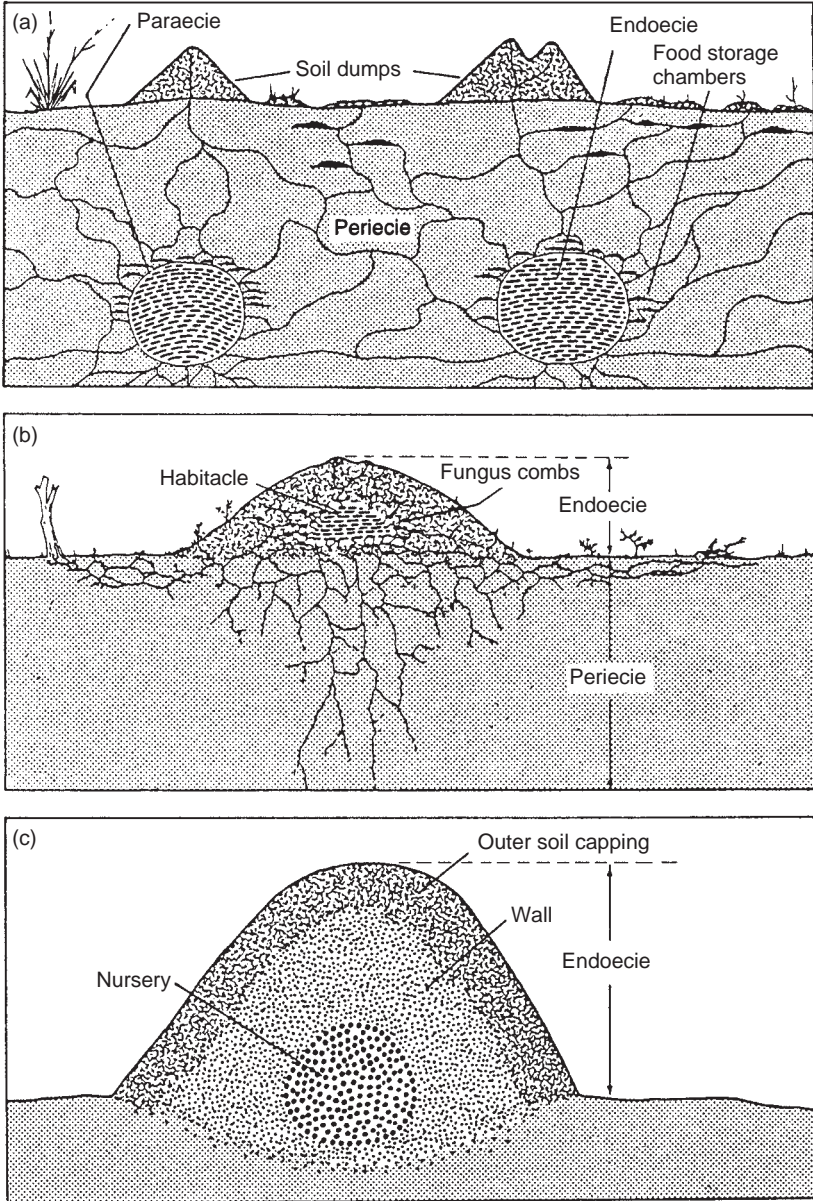 (a)
Paraecie
Endoecie
Soil dumps
Food storage
chambers
Periecie
(b)
Habitacle
Fungus combs
Endoecie
Periecie
(c)
Outer soil capping
Wall
Endoecie
Nursery